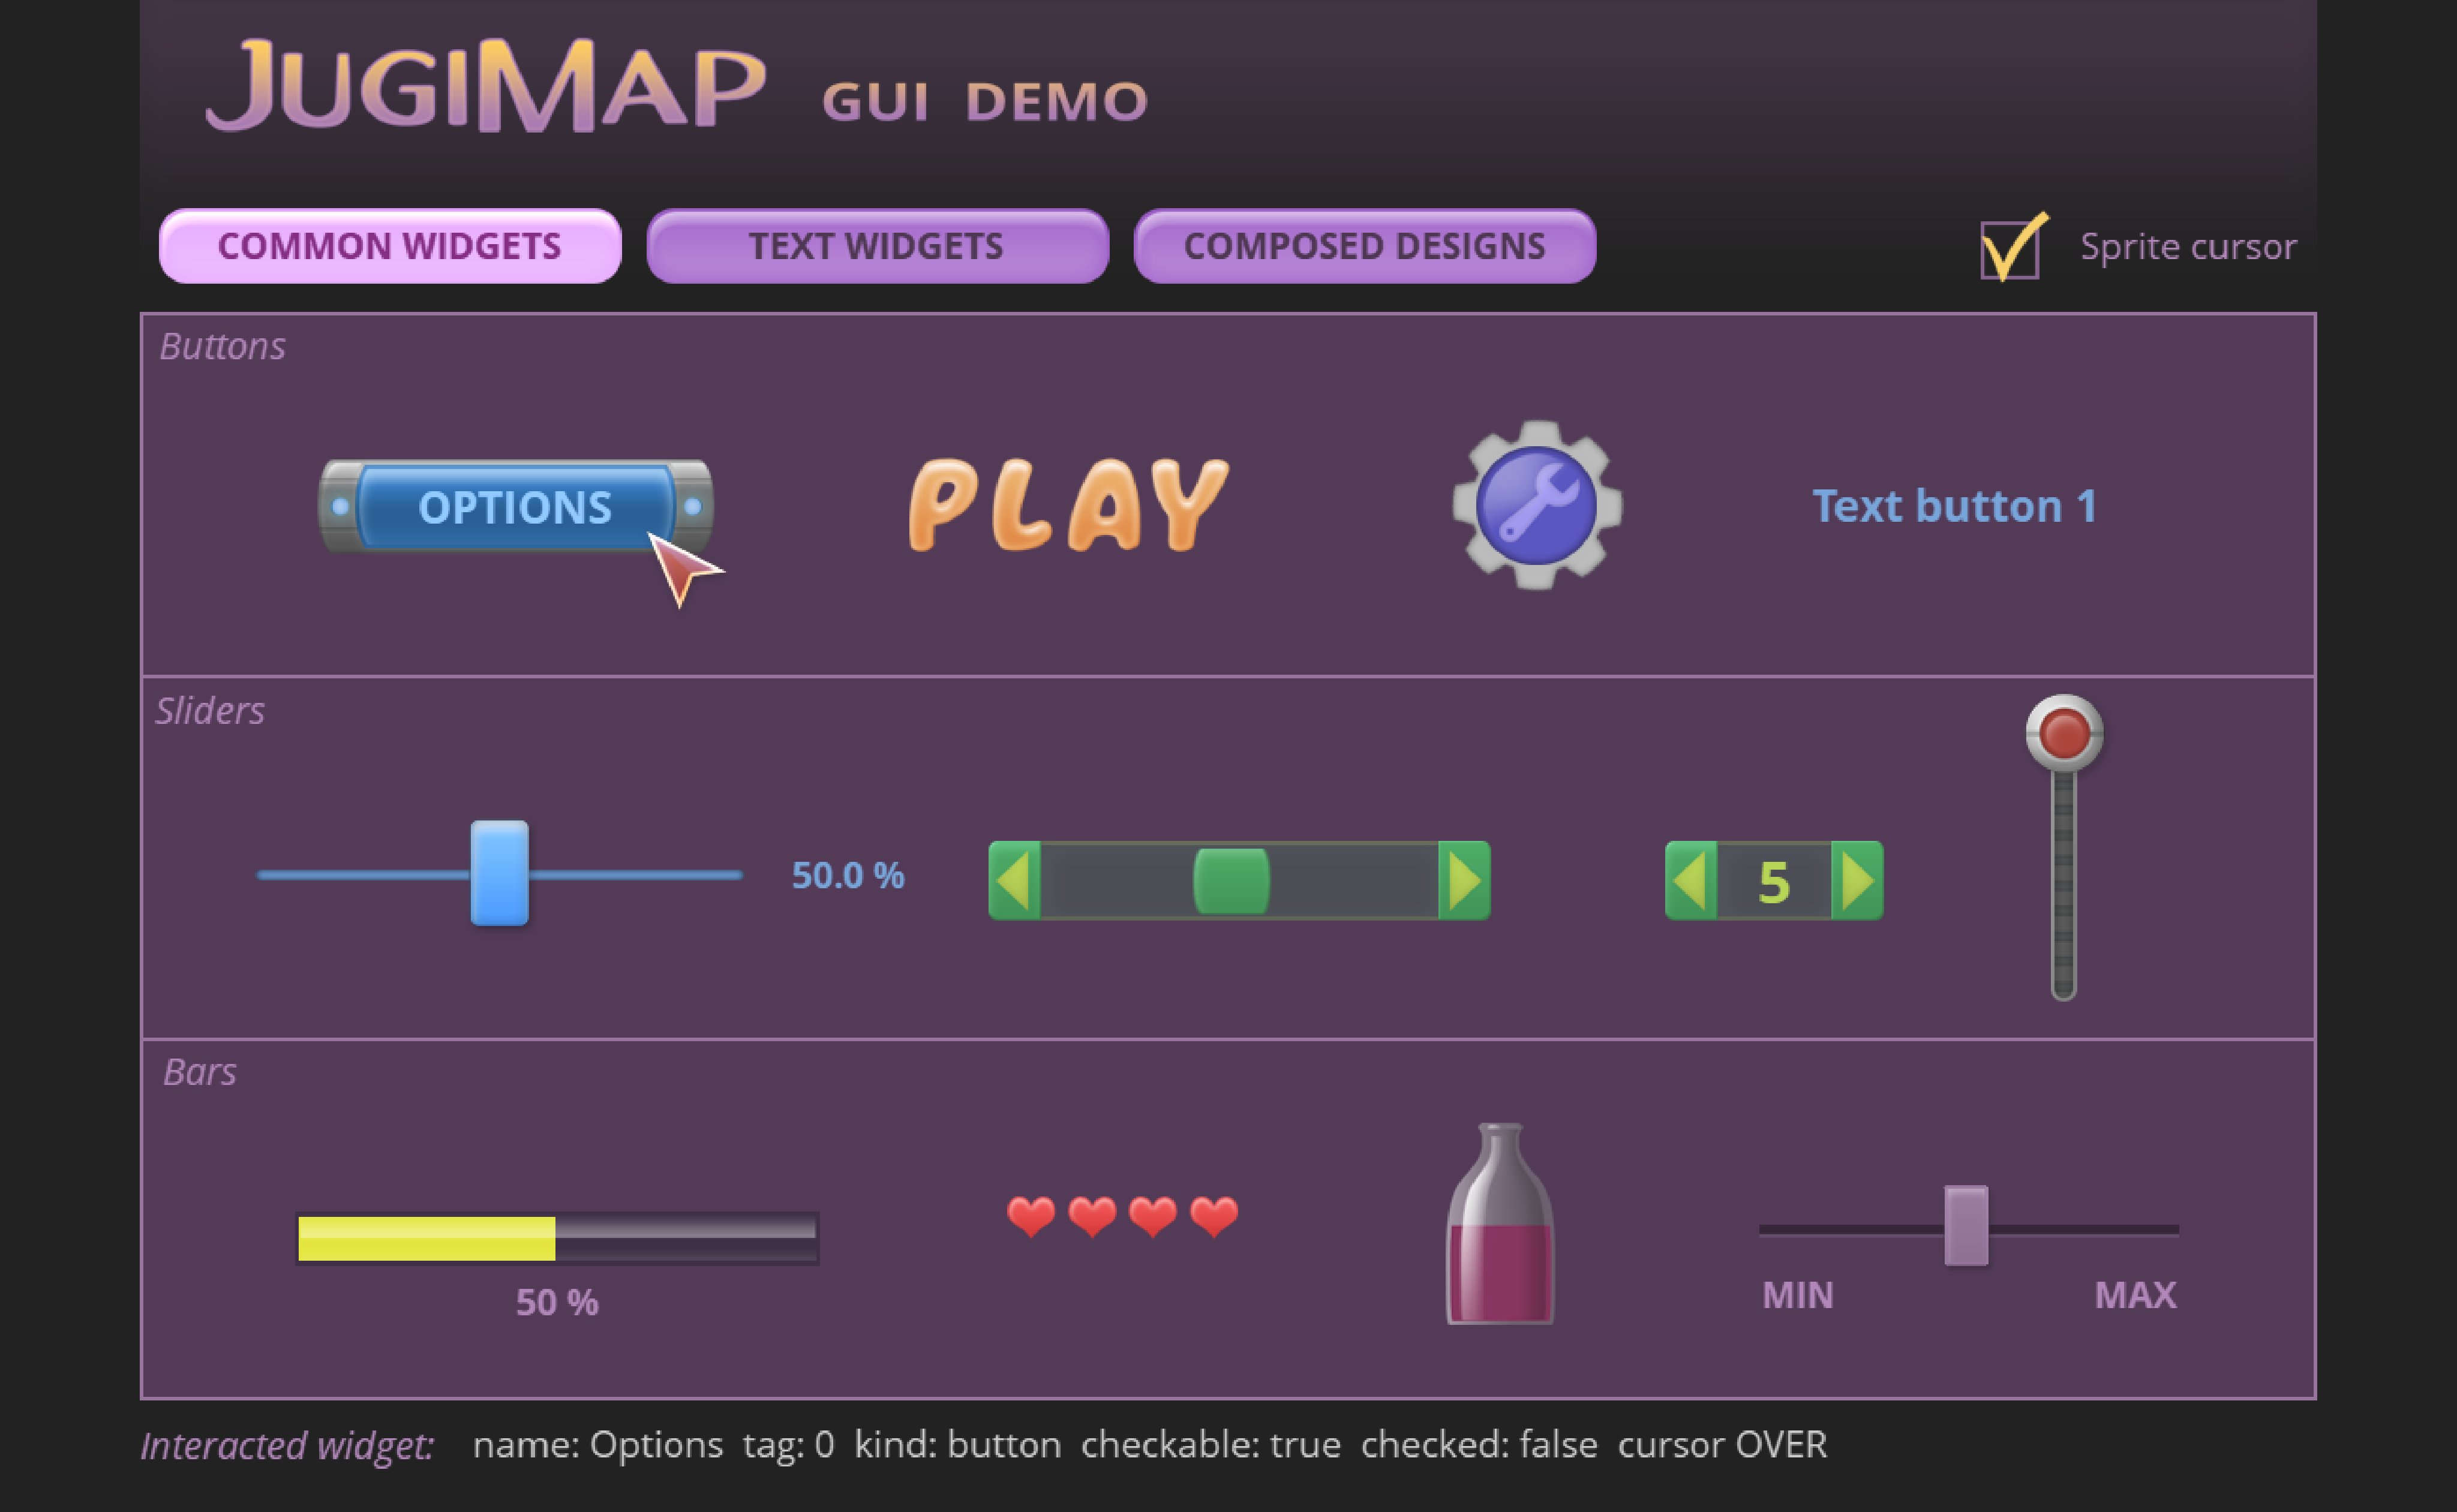 JUGIMAP GUI DEMO
COMMON WIDGETS TEXT WIDGETS COMPOSED DESIGNS Sprite cursor
Buttons
OPTIONS PLAY Text button 1
Sliders
50.0 % 5
Bars
50 % MIN MAX
Interacted widget: name: Options tag: 0 kind: button checkable: true checked: false cursor OVER